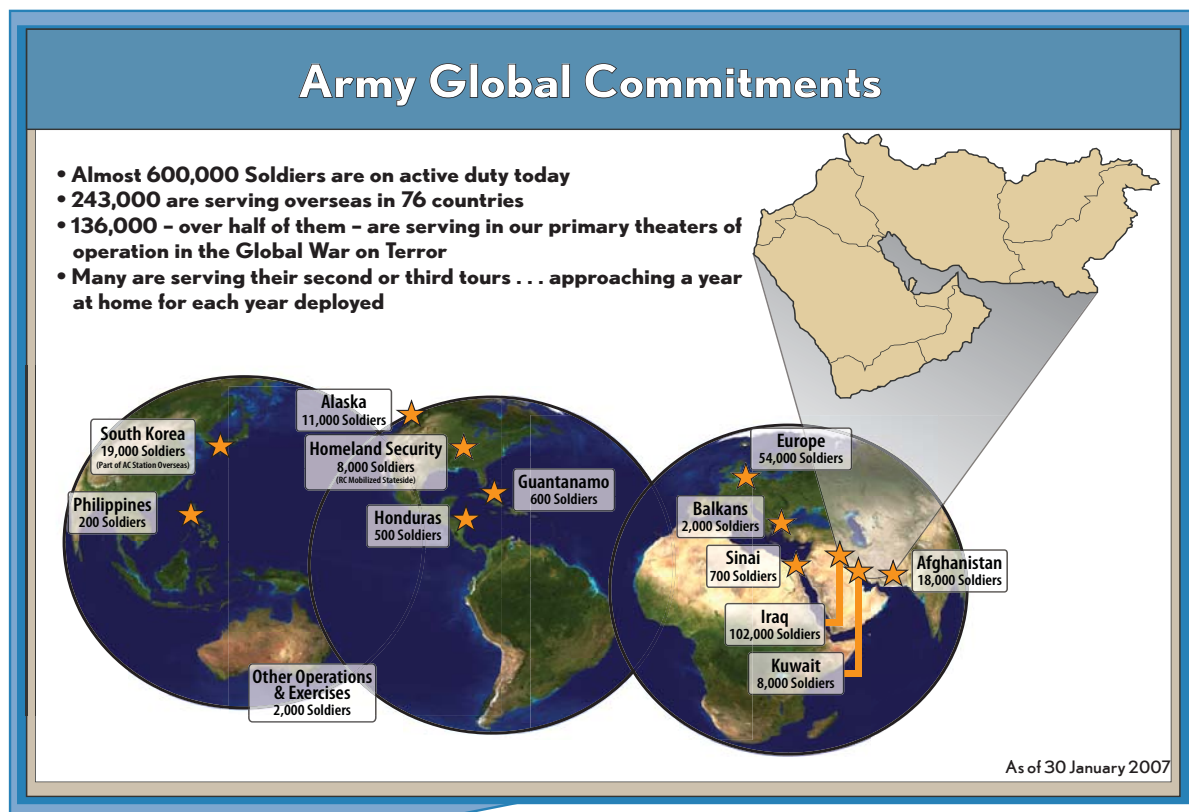 Army Global Commitments
• Almost 600,000 Soldiers are on active duty today
• 243,000 are serving overseas in 76 countries
• 136,000 – over half of them – are serving in our primary theaters of
operation in the Global War on Terror
• Many are serving their second or third tours . . . approaching a year
at home for each year deployed
Alaska
11,000 Soldiers
South Korea
19,000 Soldiers
(Part of AC Station Overseas)
Homeland Security
8,000 Soldiers
(RC Mobilized Stateside)
Europe
54,000 Soldiers
Guantanamo
600 Soldiers
Philippines
200 Soldiers
Honduras
500 Soldiers
Balkans
2,000 Soldiers
Sinai
700 Soldiers
Afghanistan
18,000 Soldiers
Iraq
102,000 Soldiers
Kuwait
8,000 Soldiers
Other Operations
& Exercises
2,000 Soldiers
As of 30 January 2007